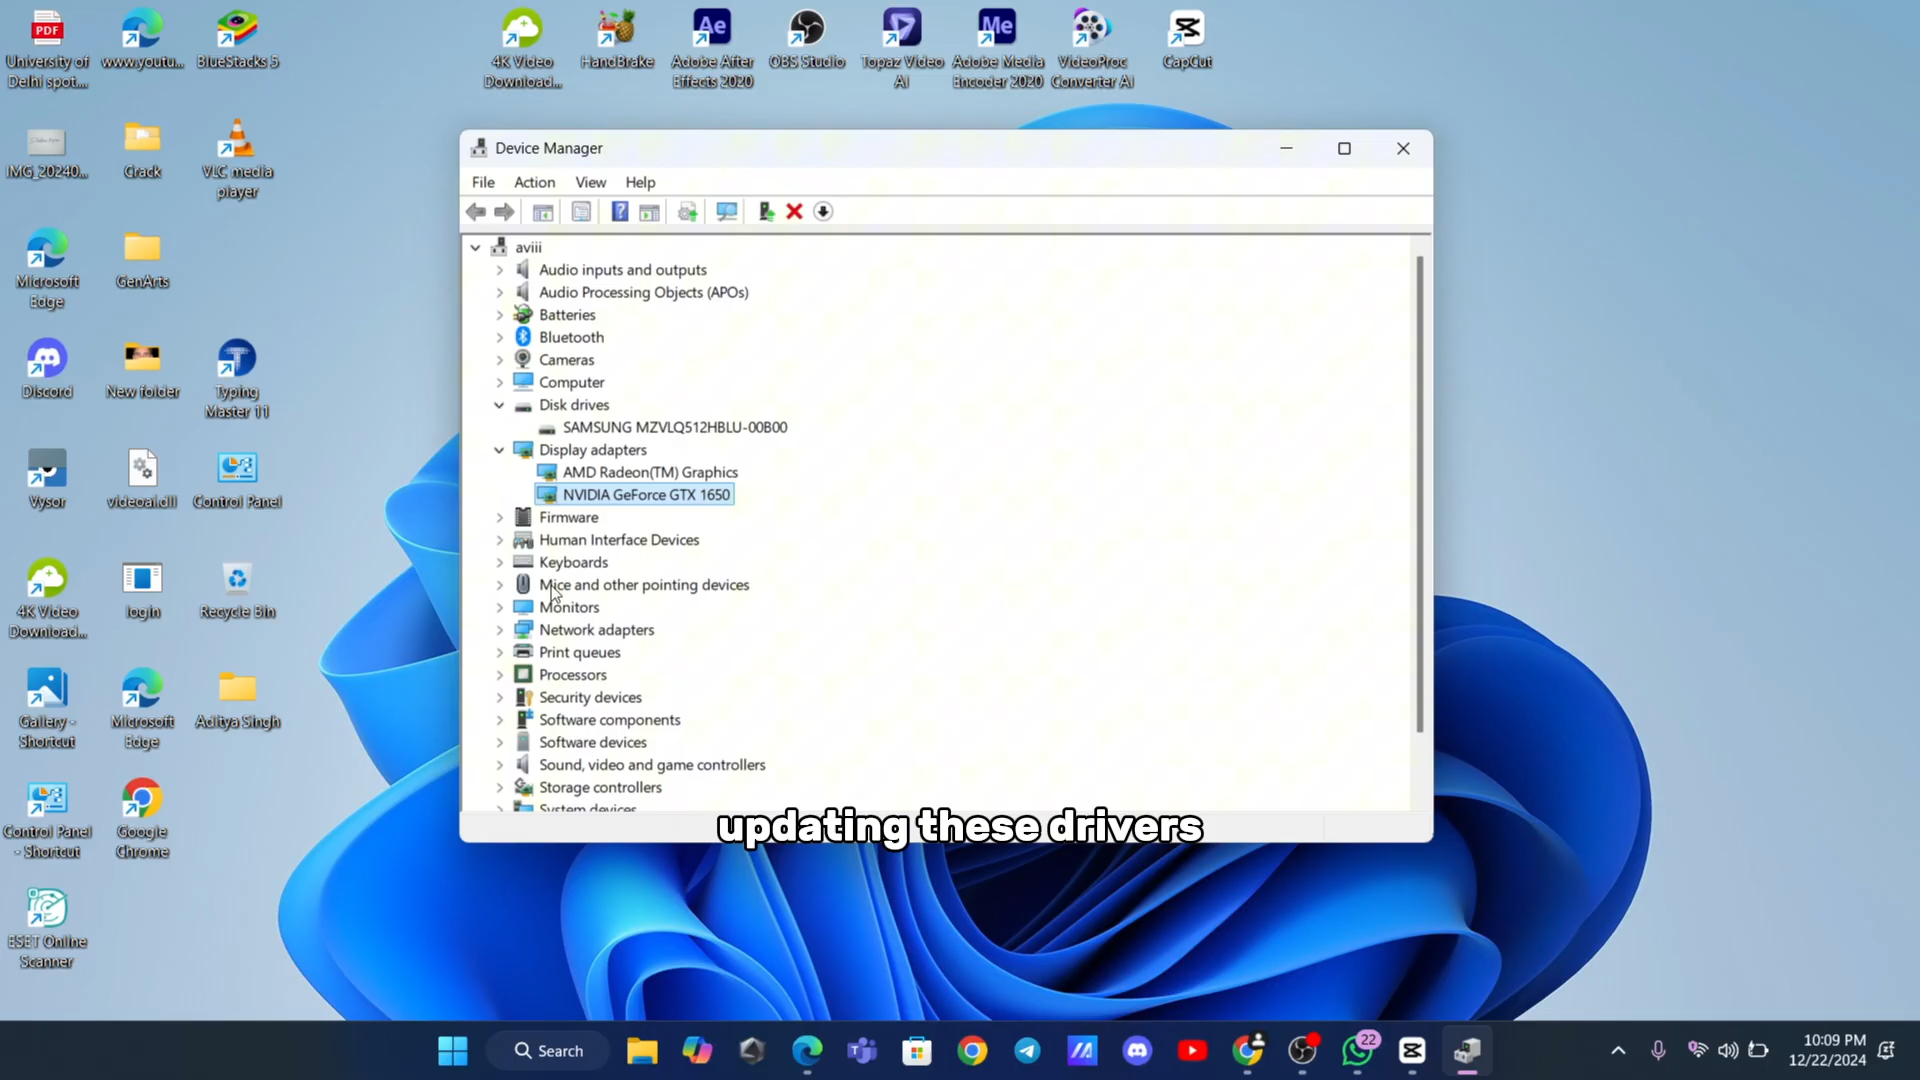 PDF
University of
Delhi spot...
www.youtu...
BlueStacks 5
4K Video
Download...
HandBrake
Ae
Adobe After
Effects 2020
OBS Studio
Topaz Video
AI
Me
Adobe Media
Encoder 2020
VideoProc
Converter AI
CapCut
IMG_20240...
Crack
VLC media
player
Microsoft
Edge
GenArts
Discord
New folder
Typing
Master 11
Vysor
videoai.dll
Control Panel
4K Video
Download...
login
Recycle Bin
Gallery -
Shortcut
Microsoft
Edge
Aditya Singh
Control Panel
- Shortcut
Google
Chrome
ESET Online
Scanner
Device Manager
File Action View Help
aviii
Audio inputs and outputs
Audio Processing Objects (APOs)
Batteries
Bluetooth
Cameras
Computer
Disk drives
SAMSUNG MZVLQ512HBLU-00B00
Display adapters
AMD Radeon(TM) Graphics
NVIDIA GeForce GTX 1650
Firmware
Human Interface Devices
Keyboards
Mice and other pointing devices
Monitors
Network adapters
Print queues
Processors
Security devices
Software components
Software devices
Sound, video and game controllers
Storage controllers
System devices
updating these drivers
Search
22
10:09 PM
12/22/2024